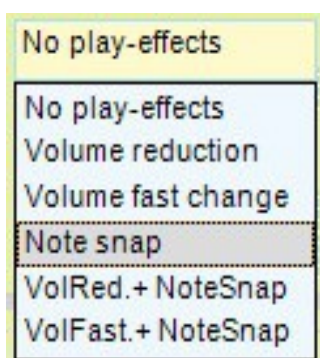 No play-effects
No play-effects
Volume reduction
Volume fast change
Note snap
VolRed.+ NoteSnap
VolFast.+ NoteSnap